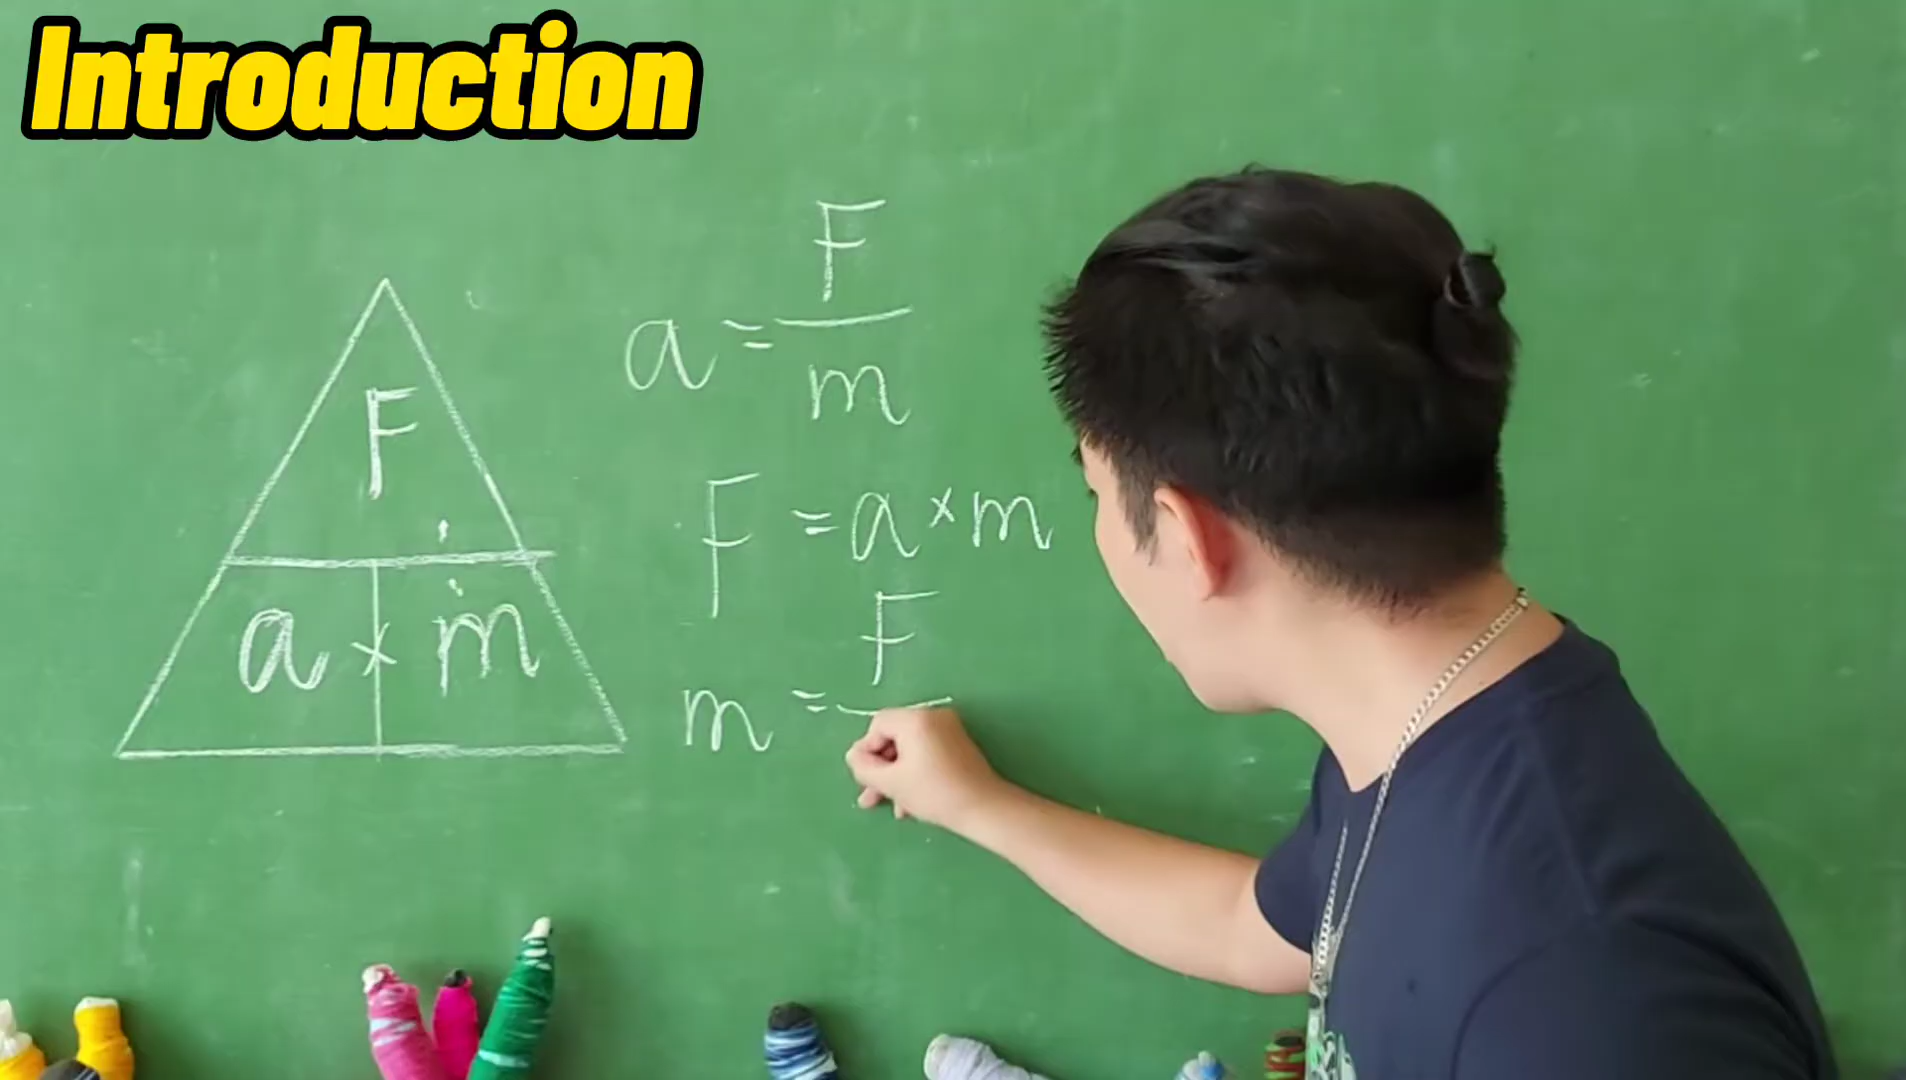 Introduction
F
a × m
a = F/m
F = a × m
m = F/